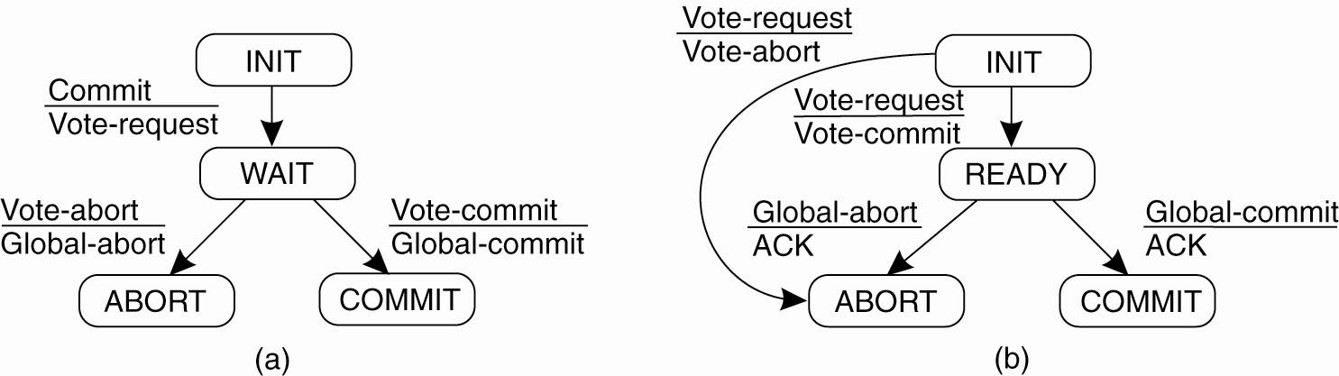 INIT
Commit
Vote-request
WAIT
Vote-abort
Global-abort
Vote-commit
Global-commit
ABORT
COMMIT
(a)
Vote-request
Vote-abort
INIT
Vote-request
Vote-commit
READY
Global-abort
ACK
Global-commit
ACK
ABORT
COMMIT
(b)